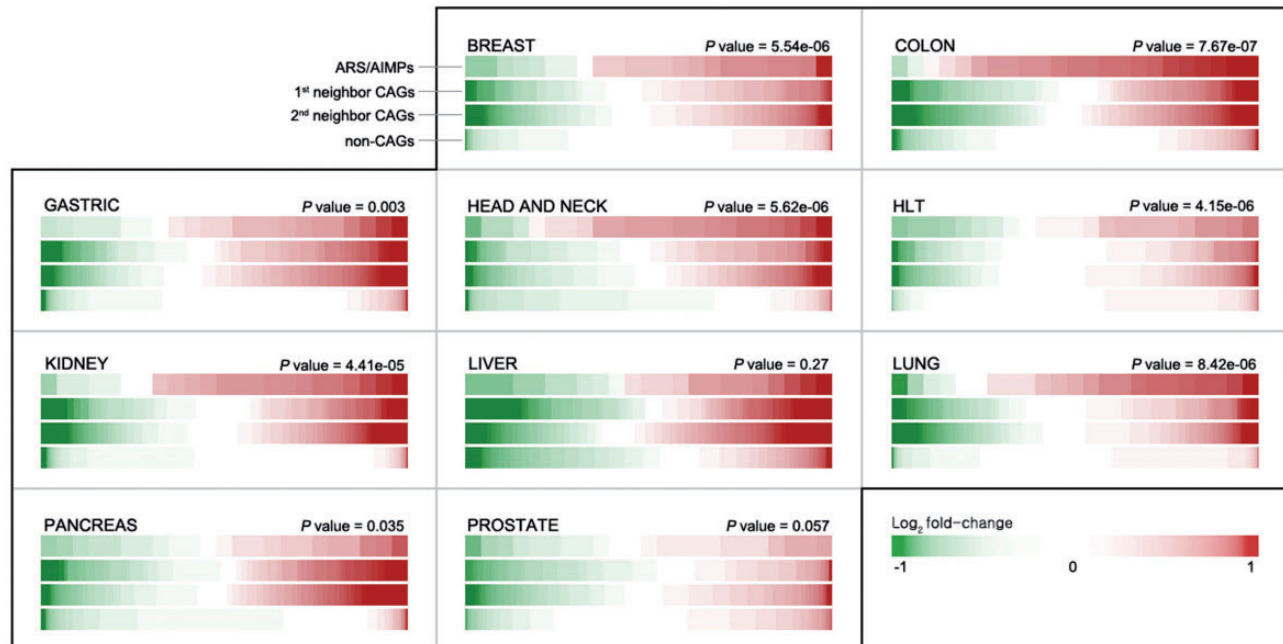 BREAST P value = 5.54e-06
COLON P value = 7.67e-07
ARS/AIMPs
1st neighbor CAGs
2nd neighbor CAGs
non-CAGs
GASTRIC P value = 0.003
HEAD AND NECK P value = 5.62e-06
HLT P value = 4.15e-06
KIDNEY P value = 4.41e-05
LIVER P value = 0.27
LUNG P value = 8.42e-06
PANCREAS P value = 0.035
PROSTATE P value = 0.057
Log2 fold-change
-1 0 1